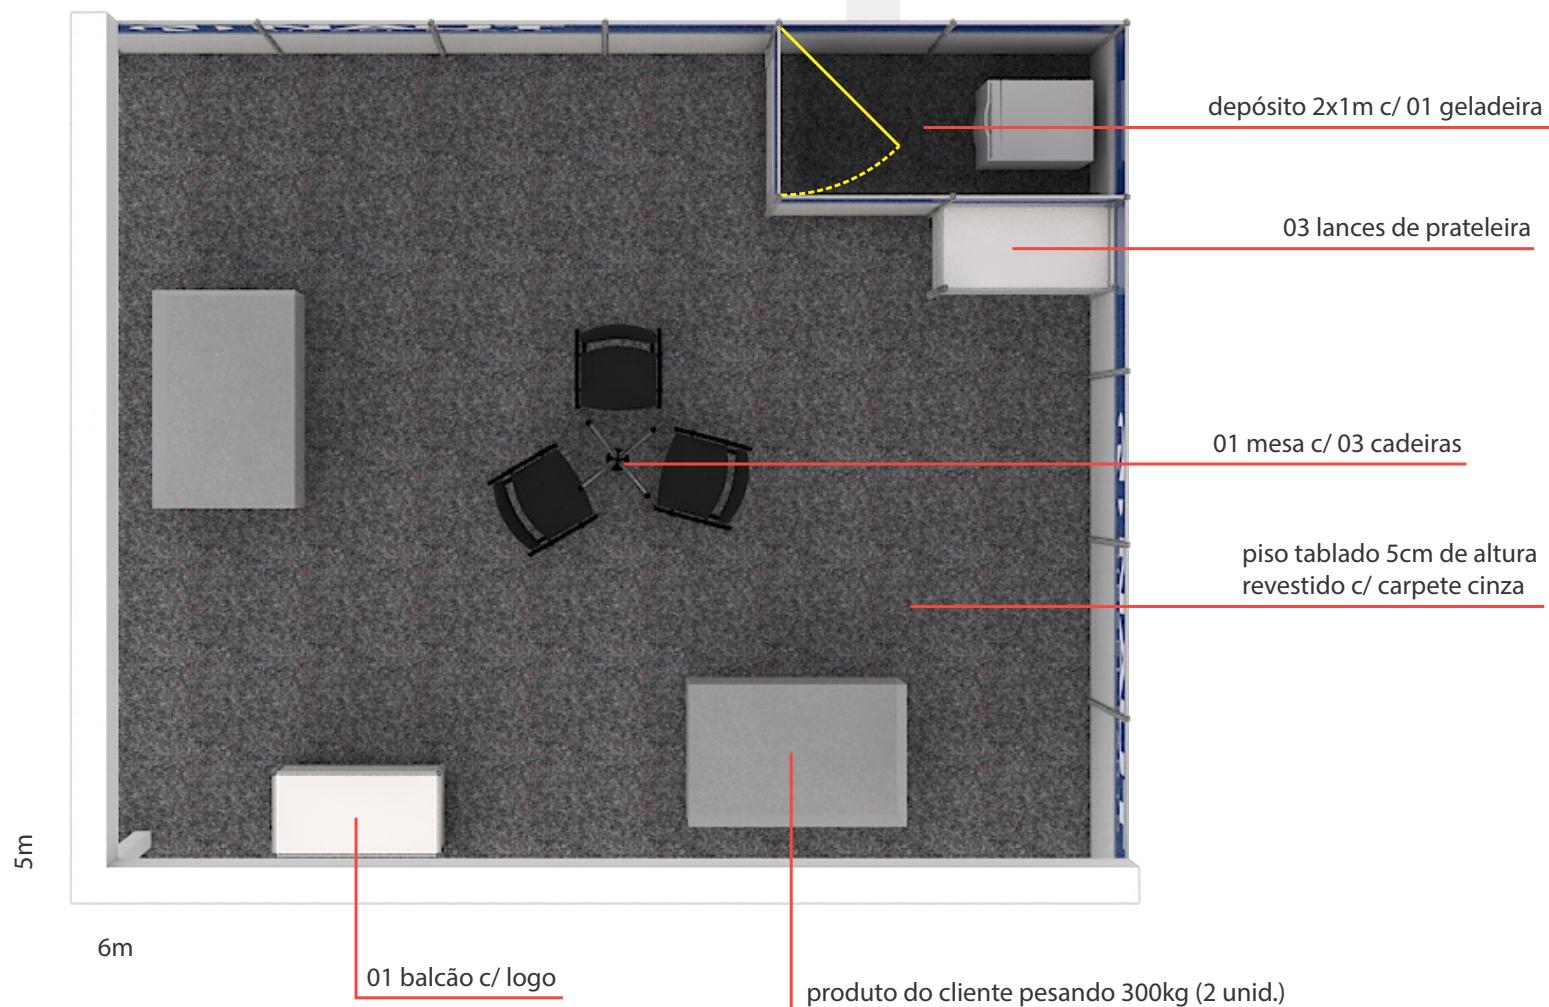 depósito 2x1m c/ 01 geladeira
03 lances de prateleira
01 mesa c/ 03 cadeiras
piso tablado 5cm de altura
revestido c/ carpete cinza
5m
6m
01 balcão c/ logo
produto do cliente pesando 300kg (2 unid.)